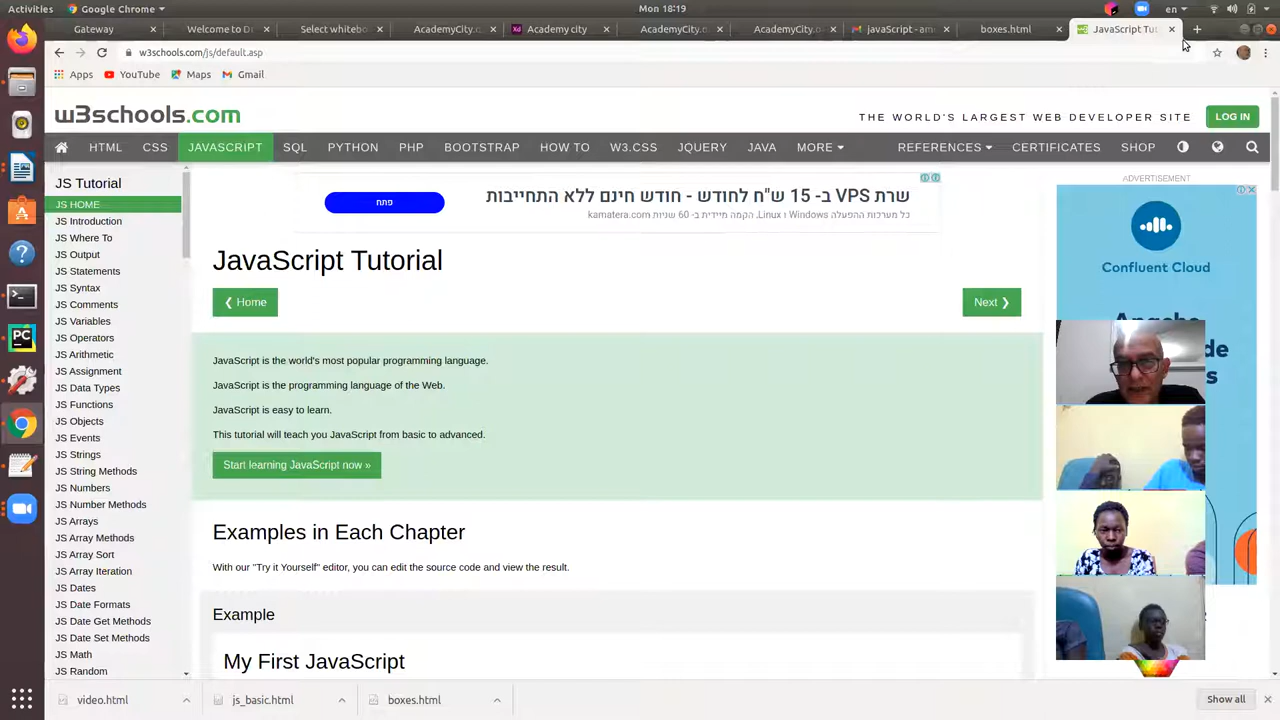 Activities Google Chrome Mon 18:19 en
Gateway Welcome to D Select whitebo AcademyCity.c Academy city AcademyCity.c AcademyCity.o javaScript - am boxes.html JavaScript Tut
w3schools.com/js/default.asp
Apps YouTube Maps Gmail
w3schools.com THE WORLD'S LARGEST WEB DEVELOPER SITE LOG IN
HTML CSS JAVASCRIPT SQL PYTHON PHP BOOTSTRAP HOW TO W3.CSS JQUERY JAVA MORE REFERENCES CERTIFICATES SHOP
JS Tutorial
JS HOME
JS Introduction
JS Where To
JS Output
JS Statements
JS Syntax
JS Comments
JS Variables
JS Operators
JS Arithmetic
JS Assignment
JS Data Types
JS Functions
JS Objects
JS Events
JS Strings
JS String Methods
JS Numbers
JS Number Methods
JS Arrays
JS Array Methods
JS Array Sort
JS Array Iteration
JS Dates
JS Date Formats
JS Date Get Methods
JS Date Set Methods
JS Math
JS Random
שרת VPS ב- 15 ש"ח לחודש - חודש חינם ללא התחייבות
כל מערכות ההפעלה Windows ו Linux. הקמה מיידית ב- 60 שניות kamatera.com
פתח
JavaScript Tutorial
❮ Home Next ❯
JavaScript is the world's most popular programming language.
JavaScript is the programming language of the Web.
JavaScript is easy to learn.
This tutorial will teach you JavaScript from basic to advanced.
Start learning JavaScript now »
Examples in Each Chapter
With our "Try it Yourself" editor, you can edit the source code and view the result.
Example
My First JavaScript
ADVERTISEMENT
Confluent Cloud
video.html js_basic.html boxes.html Show all